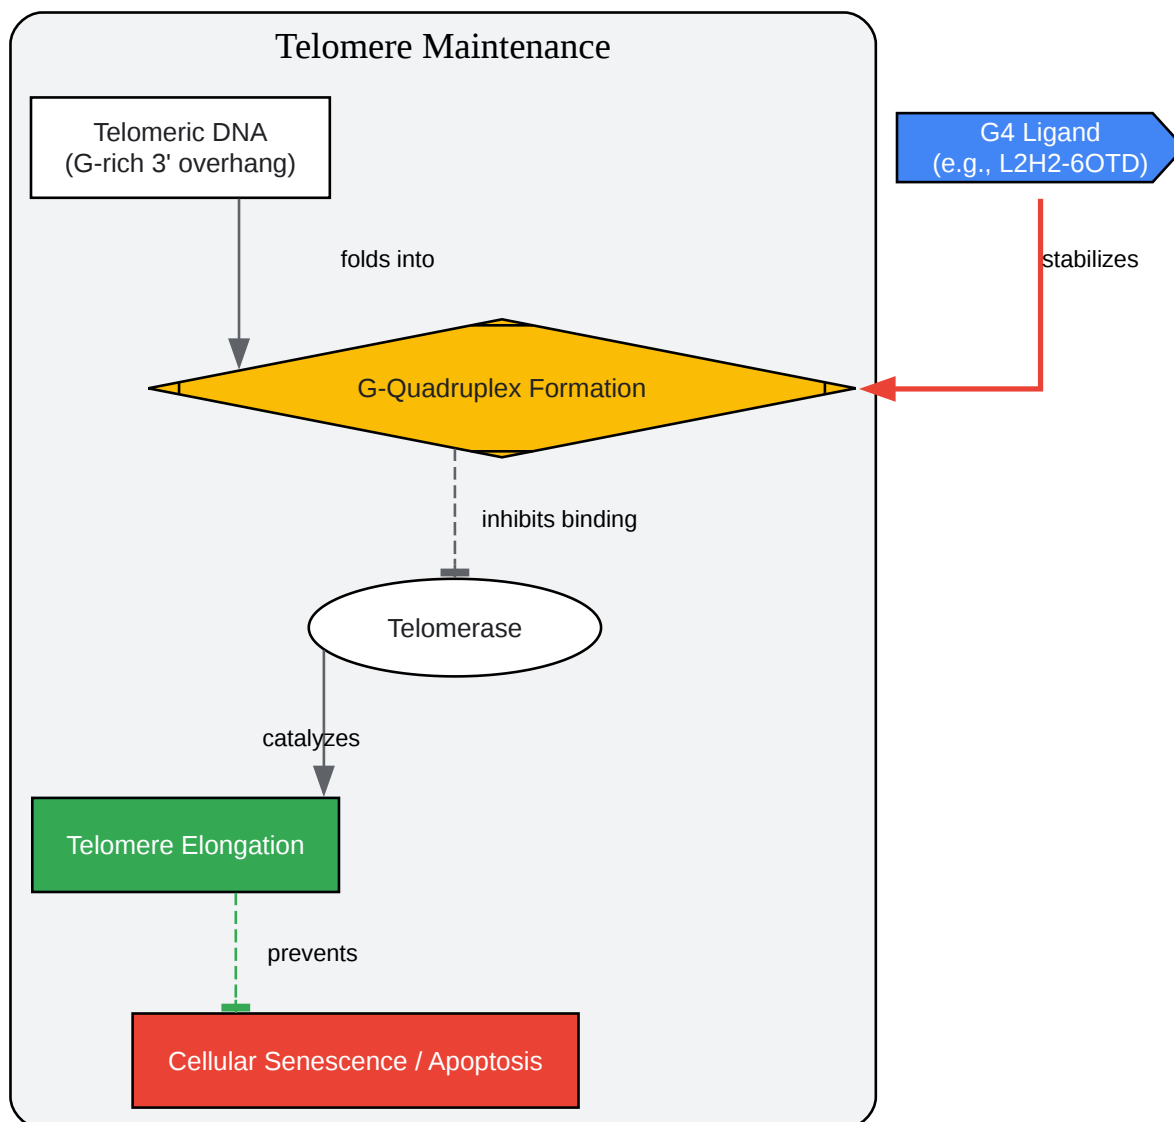 Telomere Maintenance
Telomeric DNA
(G-rich 3' overhang)
G4 Ligand
(e.g., L2H2-6OTD)
folds into
stabilizes
G-Quadruplex Formation
inhibits binding
Telomerase
catalyzes
Telomere Elongation
prevents
Cellular Senescence / Apoptosis